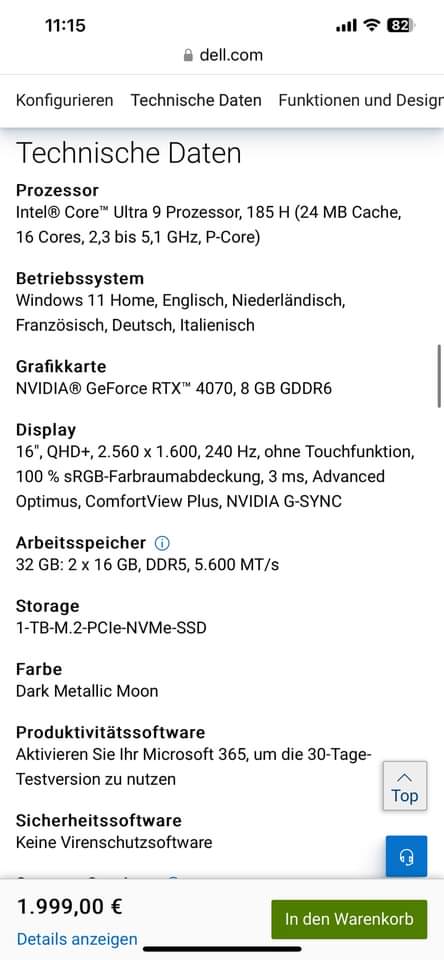 11:15
82
dell.com
Konfigurieren Technische Daten Funktionen und Design
Technische Daten
Prozessor
Intel® Core™ Ultra 9 Prozessor, 185 H (24 MB Cache,
16 Cores, 2,3 bis 5,1 GHz, P-Core)
Betriebssystem
Windows 11 Home, Englisch, Niederländisch,
Französisch, Deutsch, Italienisch
Grafikkarte
NVIDIA® GeForce RTX™ 4070, 8 GB GDDR6
Display
16", QHD+, 2.560 x 1.600, 240 Hz, ohne Touchfunktion,
100 % sRGB-Farbraumabdeckung, 3 ms, Advanced
Optimus, ComfortView Plus, NVIDIA G-SYNC
Arbeitsspeicher
32 GB: 2 x 16 GB, DDR5, 5.600 MT/s
Storage
1-TB-M.2-PCIe-NVMe-SSD
Farbe
Dark Metallic Moon
Produktivitätssoftware
Aktivieren Sie Ihr Microsoft 365, um die 30-Tage-
Testversion zu nutzen
Top
Sicherheitssoftware
Keine Virenschutzsoftware
1.999,00 €
In den Warenkorb
Details anzeigen